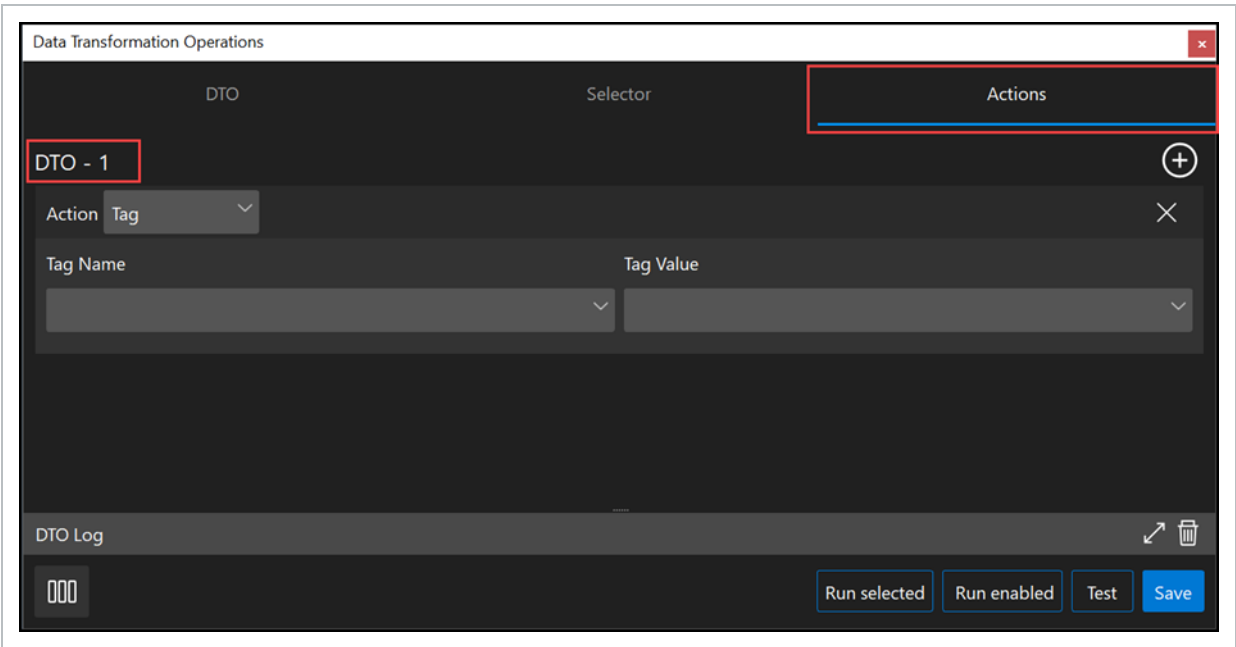 Data Transformation Operations
DTO Selector Actions
DTO - 1
Action Tag
Tag Name Tag Value
DTO Log
Run selected Run enabled Test Save